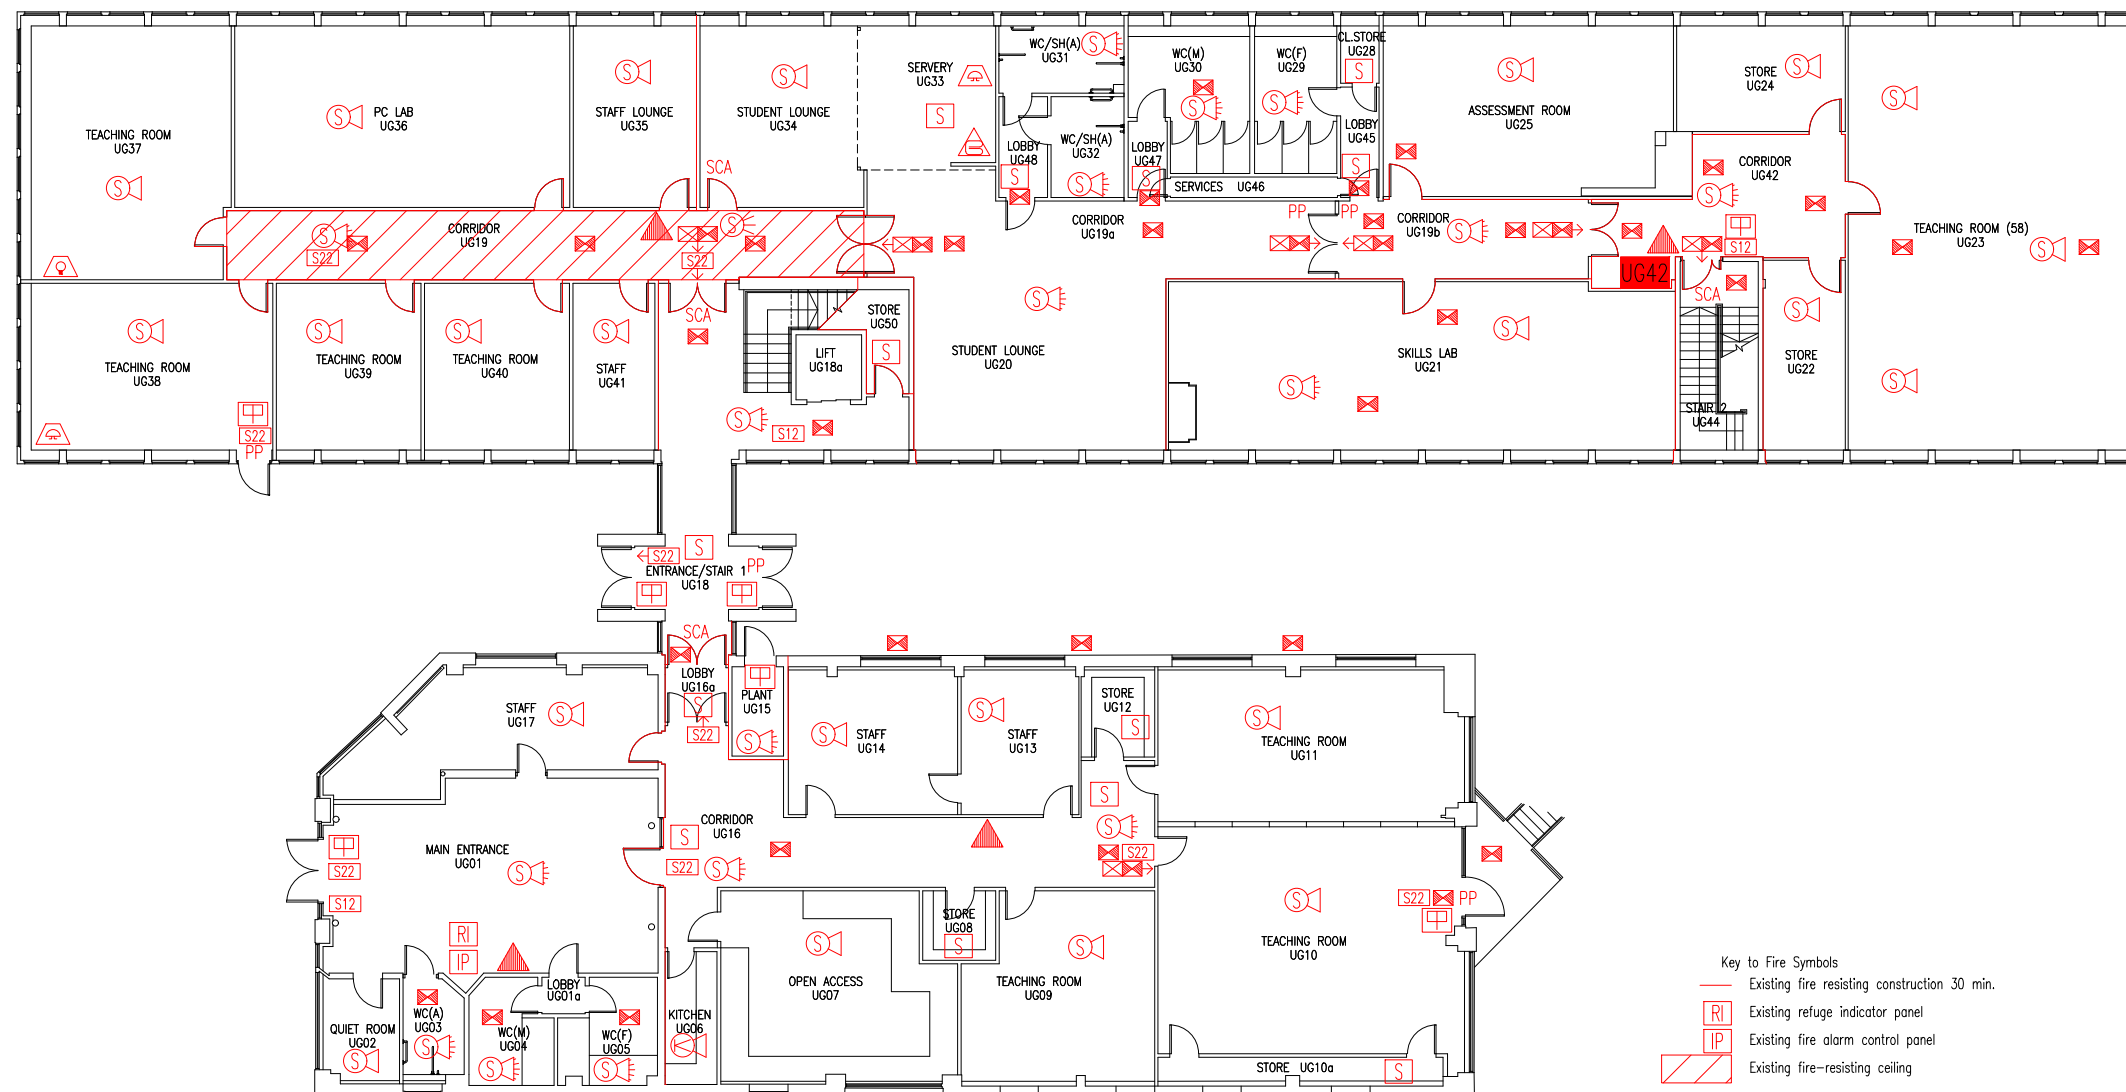 TEACHING ROOM
UG37
S
PC LAB
UG36
S
STAFF LOUNGE
UG35
S
STUDENT LOUNGE
UG34
S
SERVERY
UG33
S
WC/SH(A)
UG31
S
WC/SH(A)
UG32
S
LOBBY
UG48
S
WC(M)
UG30
S
LOBBY
UG47
S
WC(F)
UG29
S
CL.STORE
UG28
S
LOBBY
UG45
S
SERVICES UG46
ASSESSMENT ROOM
UG25
S
STORE
UG24
S
CORRIDOR
UG42
S
S12
TEACHING ROOM (58)
UG23
S
S
S
SCA
CORRIDOR
UG19
S
S22
S
S22
SCA
CORRIDOR
UG19a
PP
PP
CORRIDOR
UG19b
S
UG42
SCA
TEACHING ROOM
UG38
S
S22
PP
TEACHING ROOM
UG39
S
TEACHING ROOM
UG40
S
STAFF
UG41
S
LIFT
UG18a
STORE
UG50
S
S
S12
STUDENT LOUNGE
UG20
S
SKILLS LAB
UG21
S
S
STAIR 2
UG44
STORE
UG22
S
S22
S
ENTRANCE/STAIR 1
UG18
PP
SCA
LOBBY
UG16a
S
S22
PLANT
UG15
S
STAFF
UG17
S
STAFF
UG14
S
STAFF
UG13
S
STORE
UG12
S
TEACHING ROOM
UG11
S
MAIN ENTRANCE
UG01
S
S22
S12
RI
IP
CORRIDOR
UG16
S
S22
S
S
S
S22
TEACHING ROOM
UG10
S
S22
PP
QUIET ROOM
UG02
S
WC(A)
UG03
S
WC(M)
UG04
S
LOBBY
UG01a
WC(F)
UG05
S
KITCHEN
UG06
OPEN ACCESS
UG07
S
STORE
UG08
S
TEACHING ROOM
UG09
S
STORE UG10a
S
Key to Fire Symbols
Existing fire resisting construction 30 min.
RI Existing refuge indicator panel
IP Existing fire alarm control panel
Existing fire-resisting ceiling